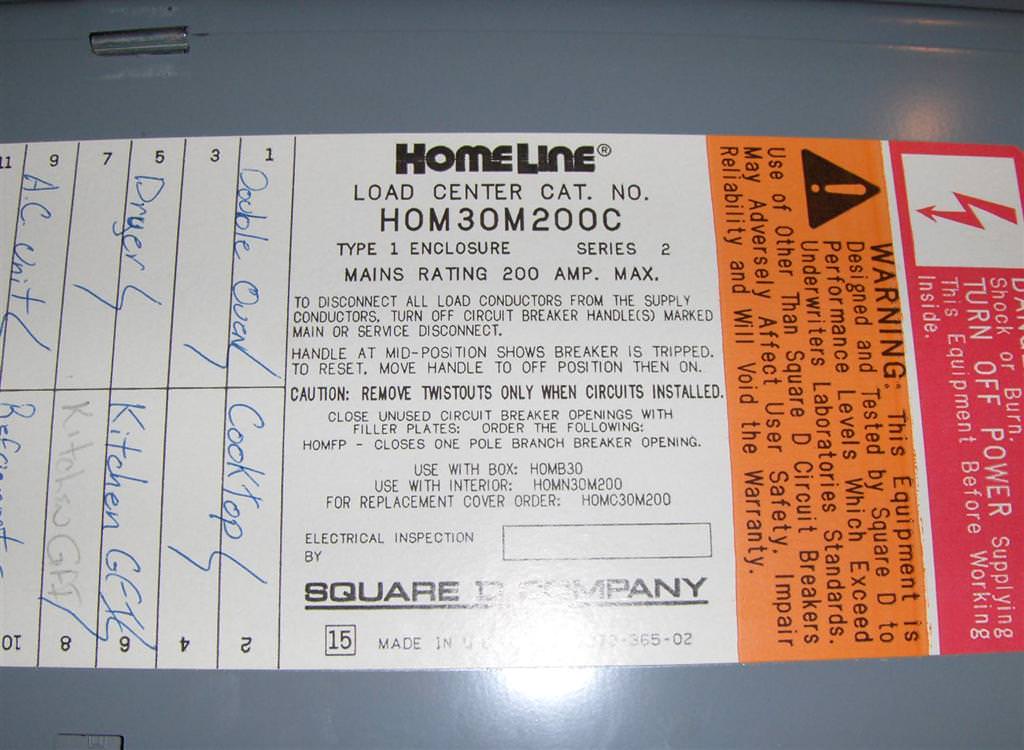 HOMELINE®
LOAD CENTER CAT. NO.
HOM30M200C
TYPE 1 ENCLOSURE SERIES 2
MAINS RATING 200 AMP. MAX.
TO DISCONNECT ALL LOAD CONDUCTORS FROM THE SUPPLY
CONDUCTORS, TURN OFF CIRCUIT BREAKER HANDLE(S) MARKED
MAIN OR SERVICE DISCONNECT.
HANDLE AT MID-POSITION SHOWS BREAKER IS TRIPPED.
TO RESET, MOVE HANDLE TO OFF POSITION THEN ON.
CAUTION: REMOVE TWISTOUTS ONLY WHEN CIRCUITS INSTALLED.
CLOSE UNUSED CIRCUIT BREAKER OPENINGS WITH
FILLER PLATES: ORDER THE FOLLOWING:
HOMFP - CLOSES ONE POLE BRANCH BREAKER OPENING.
USE WITH BOX: HOMB30
USE WITH INTERIOR: HOMN30M200
FOR REPLACEMENT COVER ORDER: HOMC30M200
ELECTRICAL INSPECTION
BY
SQUARE D COMPANY
15 MADE IN 365-02
1 Double Oven Cooktop 2
3 4
5 Dryer Kitchen GFI 6
7 Kitchen GFI 8
9 A.C. Unit 10
11
WARNING: This Equipment is
Designed and Tested by Square D to
Performance Levels Which Exceed
Underwriters Laboratories Standards.
Use of Other Than Square D Circuit Breakers
May Adversely Affect User Safety, Impair
Reliability and Will Void the Warranty.
Shock or Burn.
TURN OFF POWER Supplying
This Equipment Before Working
Inside.